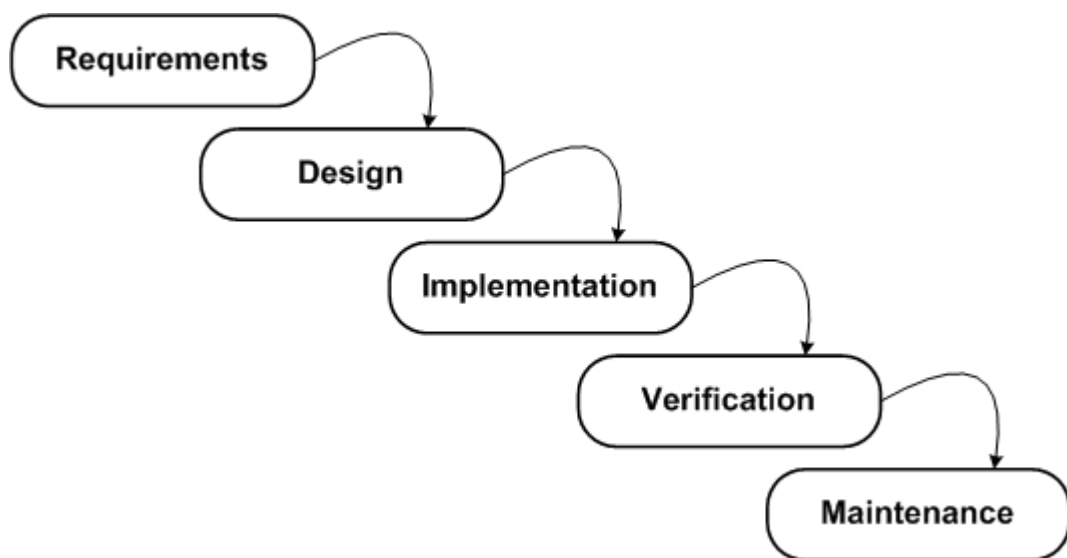 Requirements
Design
Implementation
Verification
Maintenance